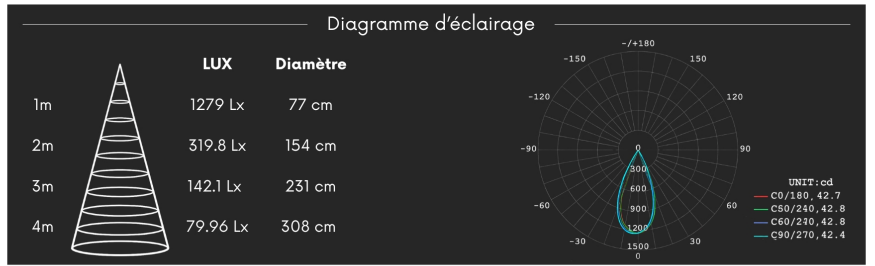 Diagramme d'éclairage
LUX Diamètre
1m 1279 Lx 77 cm
2m 319.8 Lx 154 cm
3m 142.1 Lx 231 cm
4m 79.96 Lx 308 cm
-/+180
-150 150
-120 120
-90 90
-60 60
-30 30
0
300
600
900
1200
1500
0
UNIT:cd
C0/180,42.7
C30/240,42.8
C60/240,42.8
C90/270,42.4